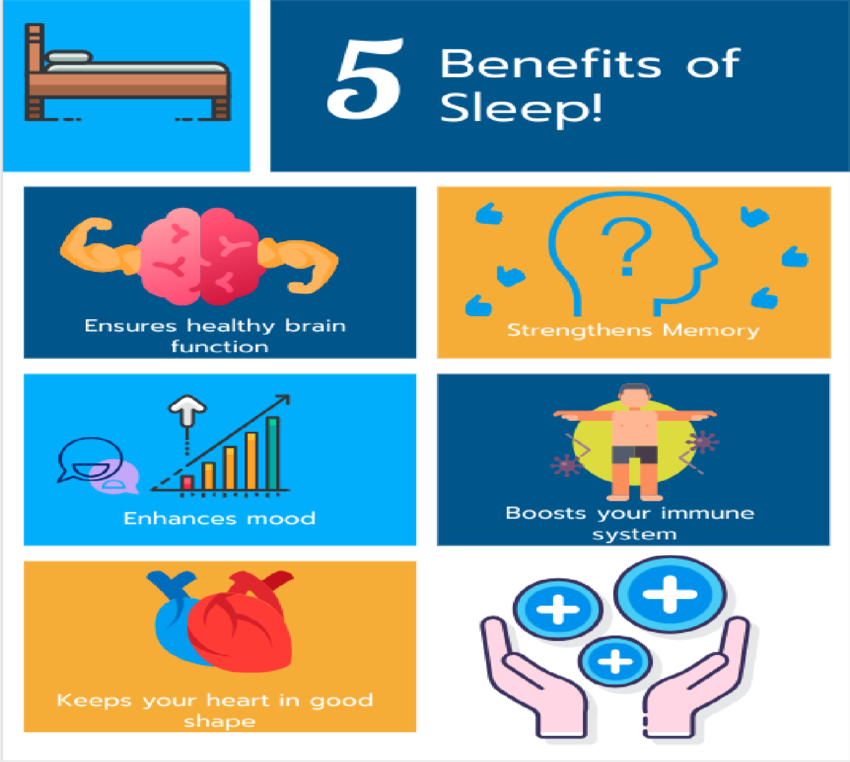 5 Benefits of
Sleep!
Ensures healthy brain
function
?
Strengthens Memory
Enhances mood
Boosts your immune
system
Keeps your heart in good
shape